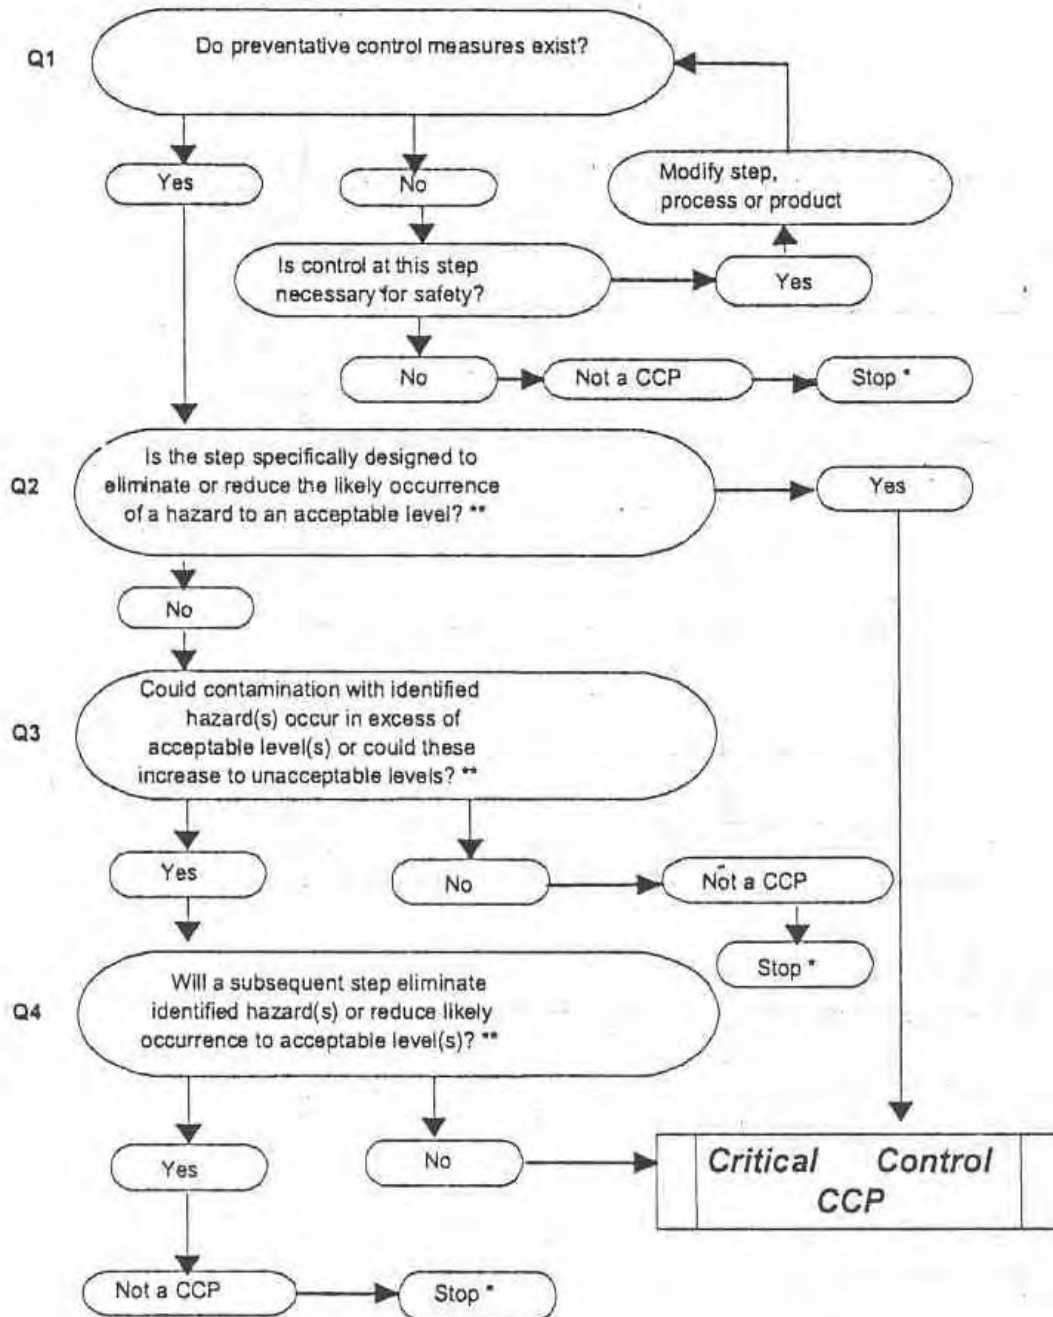 Q1
Do preventative control measures exist?
Yes
No
Modify step,
process or product
Is control at this step
necessary for safety?
Yes
No
Not a CCP
Stop *
Q2
Is the step specifically designed to
eliminate or reduce the likely occurrence
of a hazard to an acceptable level? **
Yes
No
Q3
Could contamination with identified
hazard(s) occur in excess of
acceptable level(s) or could these
increase to unacceptable levels? **
Yes
No
Not a CCP
Stop *
Q4
Will a subsequent step eliminate
identified hazard(s) or reduce likely
occurrence to acceptable level(s)? **
Yes
No
Critical Control
CCP
Not a CCP
Stop *